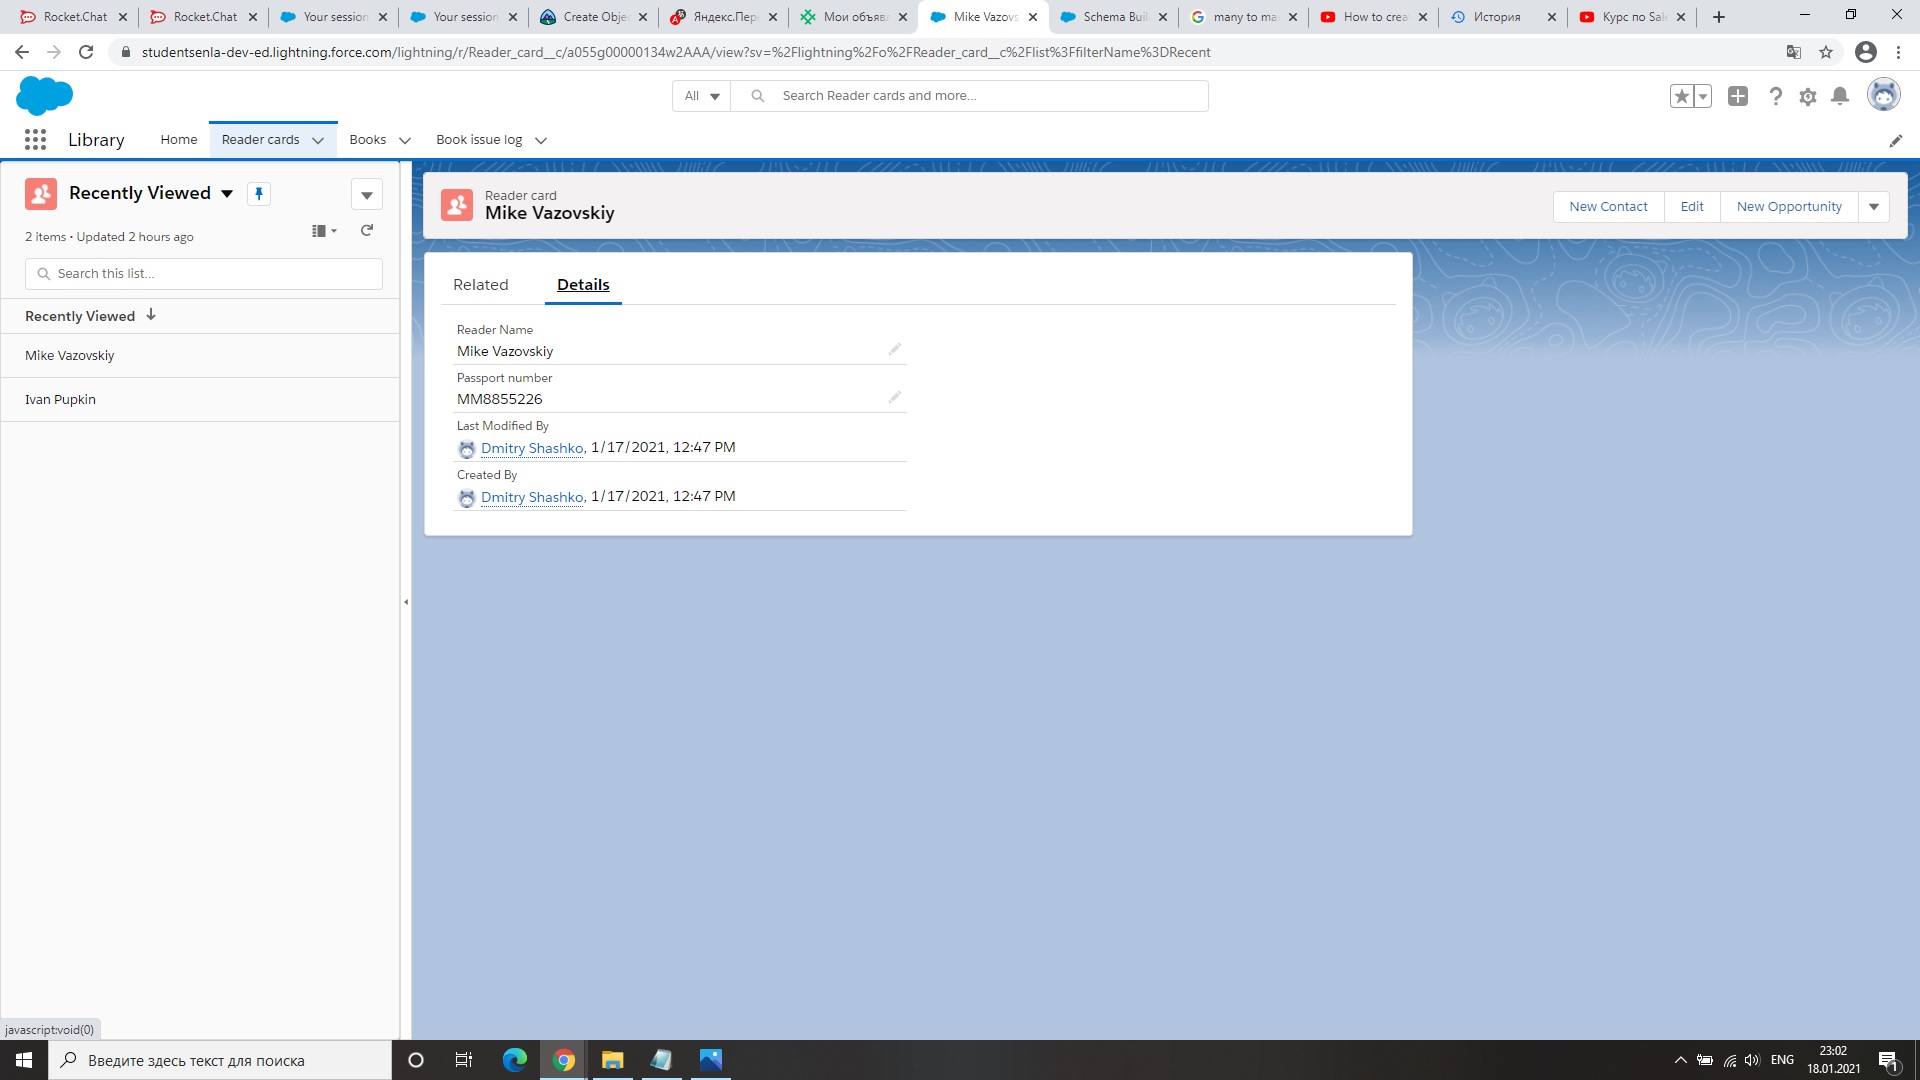 Rocket.Chat
Rocket.Chat
Your session
Your session
Create Obje
Яндекс.Пер
Мои объявл
Mike Vazovs
Schema Buil
many to ma
How to crea
История
Курс по Sal
studentsenla-dev-ed.lightning.force.com/lightning/r/Reader_card__c/a055g00000134w2AAA/view?sv=%2Flightning%2Fo%2FReader_card__c%2Flist%3FfilterName%3DRecent
All
Search Reader cards and more...
Library
Home
Reader cards
Books
Book issue log
Recently Viewed
2 items • Updated 2 hours ago
Search this list...
Recently Viewed
Mike Vazovskiy
Ivan Pupkin
Reader card
Mike Vazovskiy
New Contact
Edit
New Opportunity
Related
Details
Reader Name
Mike Vazovskiy
Passport number
MM8855226
Last Modified By
Dmitry Shashko, 1/17/2021, 12:47 PM
Created By
Dmitry Shashko, 1/17/2021, 12:47 PM
javascript:void(0)
Введите здесь текст для поиска
ENG
23:02
18.01.2021
1